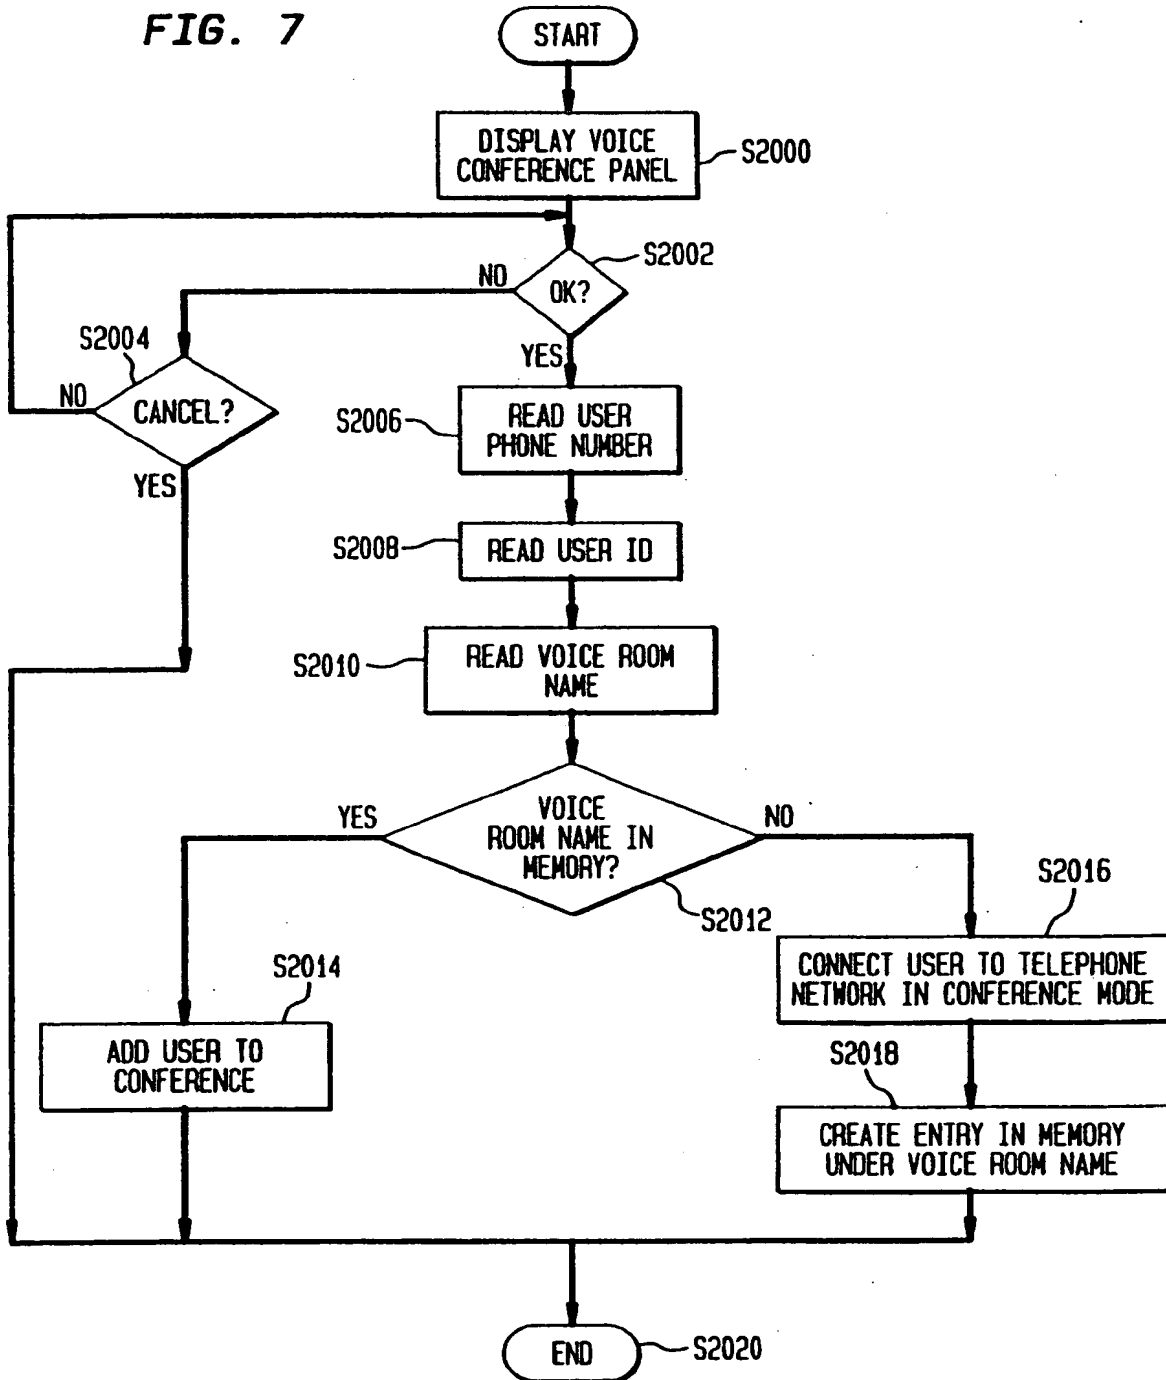 FIG. 7
START
DISPLAY VOICE
CONFERENCE PANEL
S2000
S2002
OK?
NO
YES
S2004
CANCEL?
NO
YES
S2006
READ USER
PHONE NUMBER
S2008
READ USER ID
S2010
READ VOICE ROOM
NAME
VOICE
ROOM NAME IN
MEMORY?
YES
NO
S2012
S2014
ADD USER TO
CONFERENCE
S2016
CONNECT USER TO TELEPHONE
NETWORK IN CONFERENCE MODE
S2018
CREATE ENTRY IN MEMORY
UNDER VOICE ROOM NAME
END
S2020